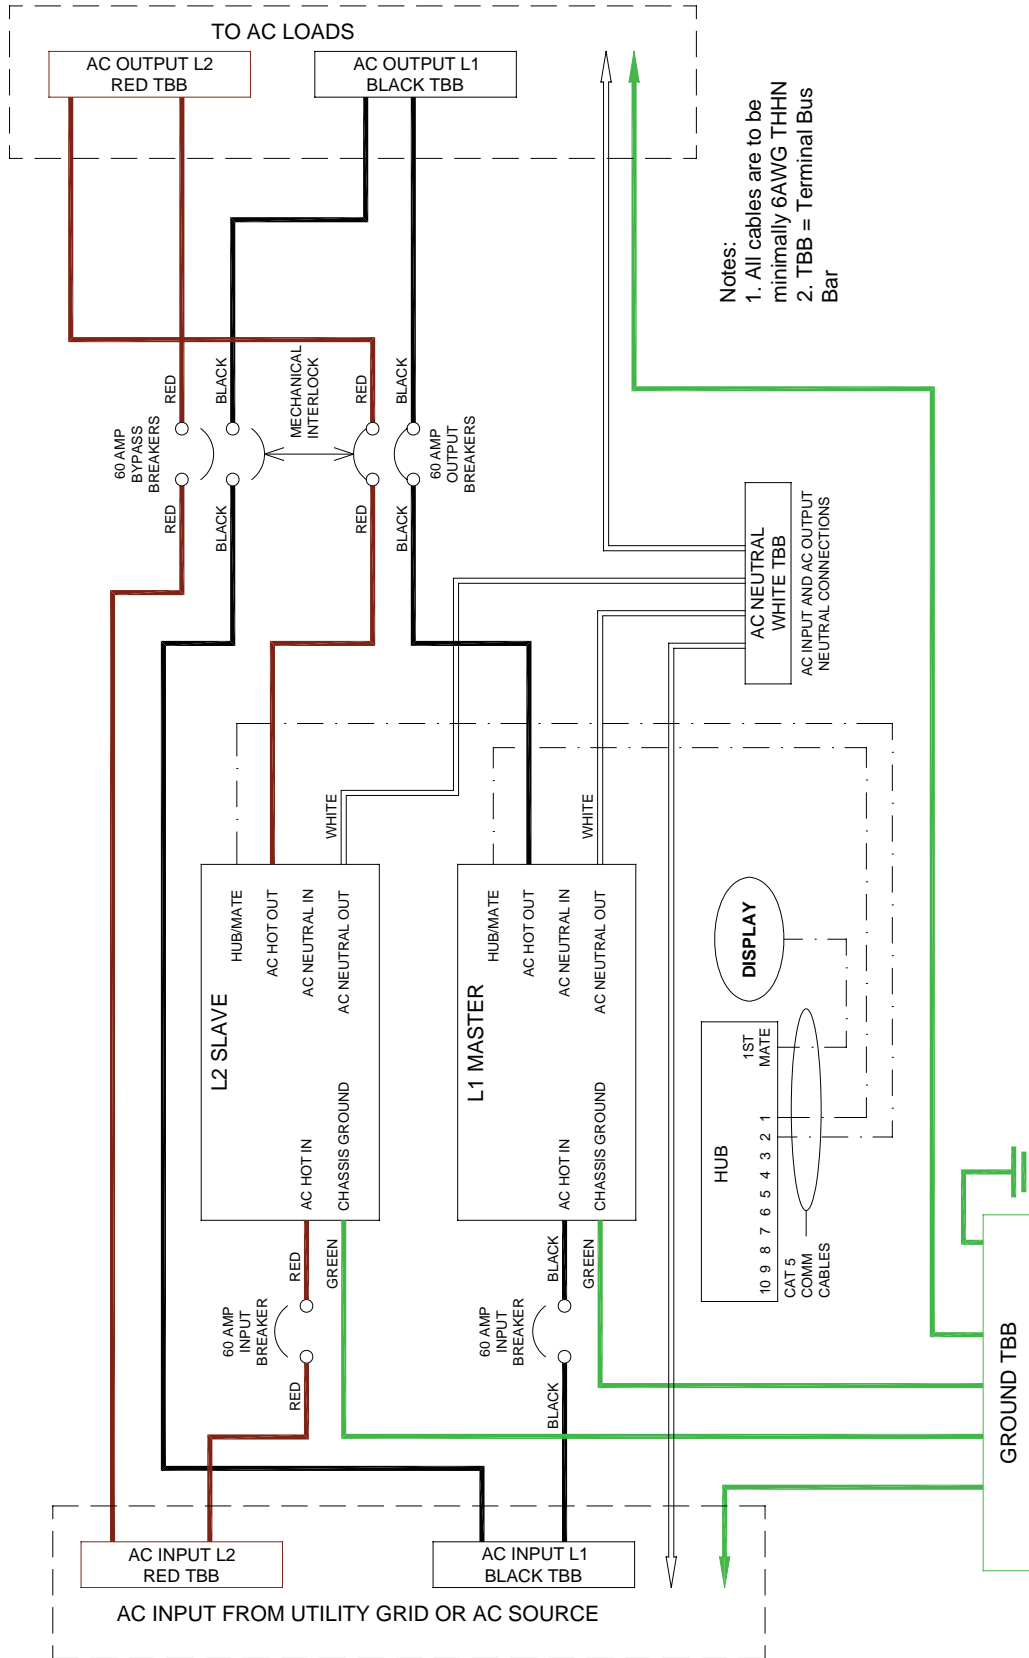 TO AC LOADS
AC OUTPUT L2
RED TBB
AC OUTPUT L1
BLACK TBB
Notes:
1. All cables are to be
minimally 6AWG THHN
2. TBB = Terminal Bus
Bar
RED
BLACK
MECHANICAL
INTERLOCK
RED
BLACK
60 AMP
BYPASS
BREAKERS
60 AMP
OUTPUT
BREAKERS
RED
BLACK
RED
BLACK
AC NEUTRAL
WHITE TBB
AC INPUT AND AC OUTPUT
NEUTRAL CONNECTIONS
WHITE
WHITE
L2 SLAVE
HUB/MATE
AC HOT OUT
AC NEUTRAL IN
AC NEUTRAL OUT
AC HOT IN
CHASSIS GROUND
L1 MASTER
HUB/MATE
AC HOT OUT
AC NEUTRAL IN
AC NEUTRAL OUT
AC HOT IN
CHASSIS GROUND
DISPLAY
HUB
1ST
MATE
10 9 8 7 6 5 4 3 2 1
CAT 5
COMM
CABLES
RED
GREEN
60 AMP
INPUT
BREAKER
RED
BLACK
GREEN
60 AMP
INPUT
BREAKER
BLACK
GROUND TBB
AC INPUT L2
RED TBB
AC INPUT L1
BLACK TBB
AC INPUT FROM UTILITY GRID OR AC SOURCE